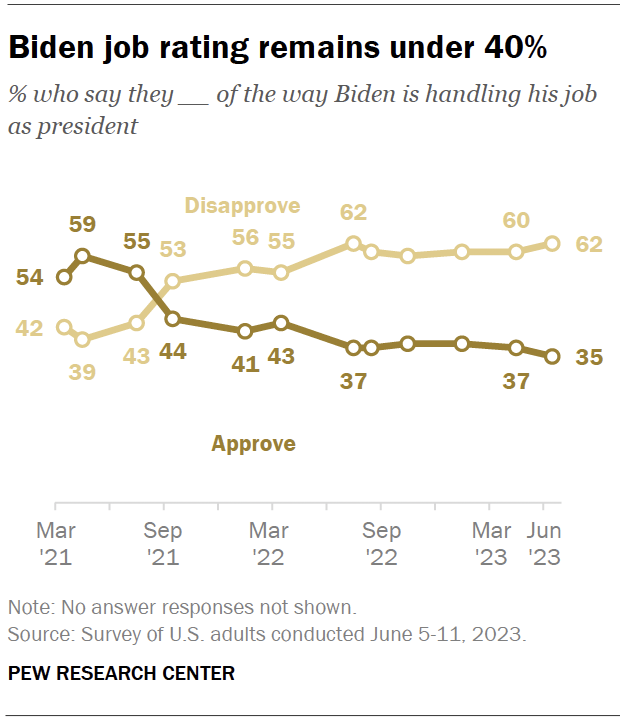 Biden job rating remains under 40%
% who say they __ of the way Biden is handling his job
as president
Disapprove
59
55
53
56
55
62
60
62
54
42
39
43
44
41
43
37
37
35
Approve
Mar
'21
Sep
'21
Mar
'22
Sep
'22
Mar
'23
Jun
'23
Note: No answer responses not shown.
Source: Survey of U.S. adults conducted June 5-11, 2023.
PEW RESEARCH CENTER